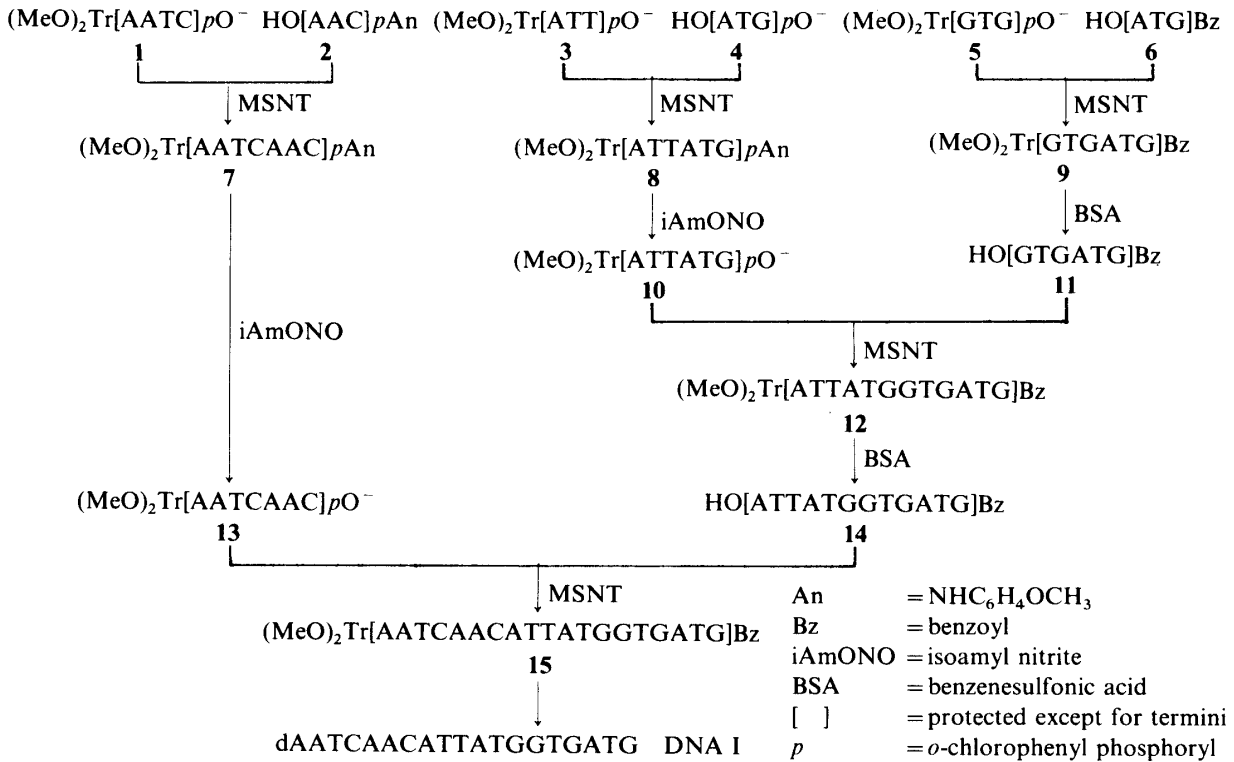 (MeO)₂Tr[AATC]pO⁻ HO[AAC]pAn (MeO)₂Tr[ATT]pO⁻ HO[ATG]pO⁻ (MeO)₂Tr[GTG]pO⁻ HO[ATG]Bz
1 2 3 4 5 6
MSNT MSNT MSNT
(MeO)₂Tr[AATCAAC]pAn (MeO)₂Tr[ATTATG]pAn (MeO)₂Tr[GTGATG]Bz
7 8 9
iAmONO BSA
(MeO)₂Tr[ATTATG]pO⁻ HO[GTGATG]Bz
10 11
iAmONO
MSNT
(MeO)₂Tr[ATTATGGTGATG]Bz
12
BSA
(MeO)₂Tr[AATCAAC]pO⁻ HO[ATTATGGTGATG]Bz
13 14
MSNT
(MeO)₂Tr[AATCAACATTATGGTGATG]Bz
15
dAATCAACATTATGGTGATG DNA I
An = NHC₆H₄OCH₃
Bz = benzoyl
iAmONO = isoamyl nitrite
BSA = benzenesulfonic acid
[ ] = protected except for termini
p = o-chlorophenyl phosphoryl